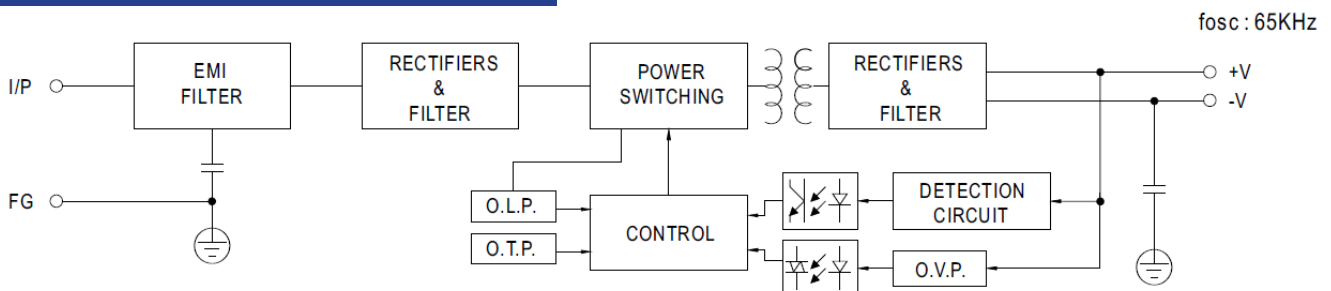 fosc : 65KHz
I/P
EMI
FILTER
RECTIFIERS
&
FILTER
POWER
SWITCHING
RECTIFIERS
&
FILTER
+V
-V
FG
O.L.P.
O.T.P.
CONTROL
DETECTION
CIRCUIT
O.V.P.